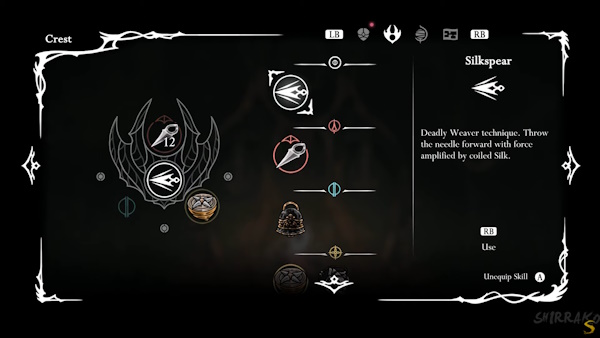 LB
RB
Crest
Silkspear
12
Deadly Weaver technique. Throw
the needle forward with force
amplified by coiled Silk.
RB
Use
Unequip Skill A
SHIRRAKO
S